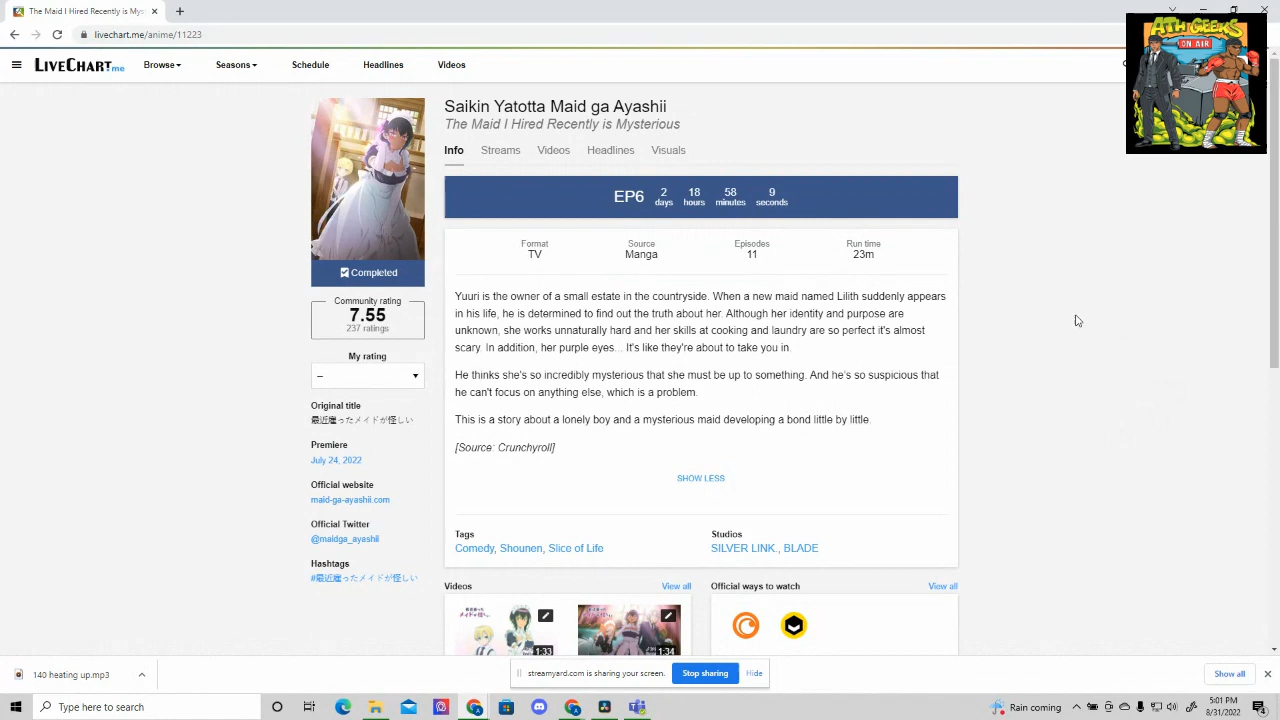 The Maid I Hired Recently is Mys
livechart.me/anime/11223
ATH GEEKS
ON AIR
LIVECHART.me
Browse
Seasons
Schedule
Headlines
Videos
Saikin Yatotta Maid ga Ayashii
The Maid I Hired Recently is Mysterious
Info
Streams
Videos
Headlines
Visuals
EP6
2
days
18
hours
58
minutes
9
seconds
Format
TV
Source
Manga
Episodes
11
Run time
23m
Completed
Community rating
7.55
237 ratings
My rating
–
Original title
最近雇ったメイドが怪しい
Premiere
July 24, 2022
Official website
maid-ga-ayashii.com
Official Twitter
@maidga_ayashii
Hashtags
#最近雇ったメイドが怪しい
Yuuri is the owner of a small estate in the countryside. When a new maid named Lilith suddenly appears
in his life, he is determined to find out the truth about her. Although her identity and purpose are
unknown, she works unnaturally hard and her skills at cooking and laundry are so perfect it's almost
scary. In addition, her purple eyes... It's like they're about to take you in.
He thinks she's so incredibly mysterious that she must be up to something. And he's so suspicious that
he can't focus on anything else, which is a problem.
This is a story about a lonely boy and a mysterious maid developing a bond little by little.
[Source: Crunchyroll]
SHOW LESS
Tags
Comedy, Shounen, Slice of Life
Studios
SILVER LINK., BLADE
Videos
View all
1:33
1:34
Official ways to watch
View all
140 heating up.mp3
streamyard.com is sharing your screen.
Stop sharing
Hide
Show all
Type here to search
Rain coming
5:01 PM
8/31/2022